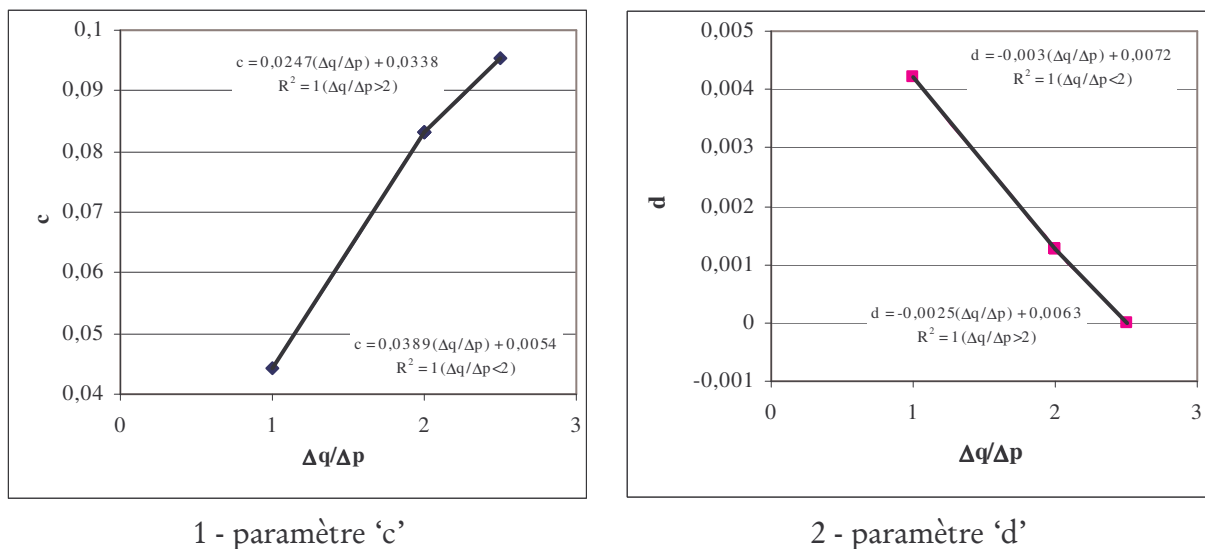 0,1
0,09
0,08
0,07
0,06
0,05
0,04
c
c = 0,0247(Δq/Δp) + 0,0338
R² = 1 (Δq/Δp>2)
c = 0,0389(Δq/Δp) + 0,0054
R² = 1 (Δq/Δp<2)
0 1 2 3
Δq/Δp
1 - paramètre ‘c’
0,005
0,004
0,003
0,002
0,001
0
-0,001
d
d = -0,003(Δq/Δp) + 0,0072
R² = 1 (Δq/Δp<2)
d = -0,0025(Δq/Δp) + 0,0063
R² = 1 (Δq/Δp>2)
0 1 2 3
Δq/Δp
2 - paramètre ‘d’